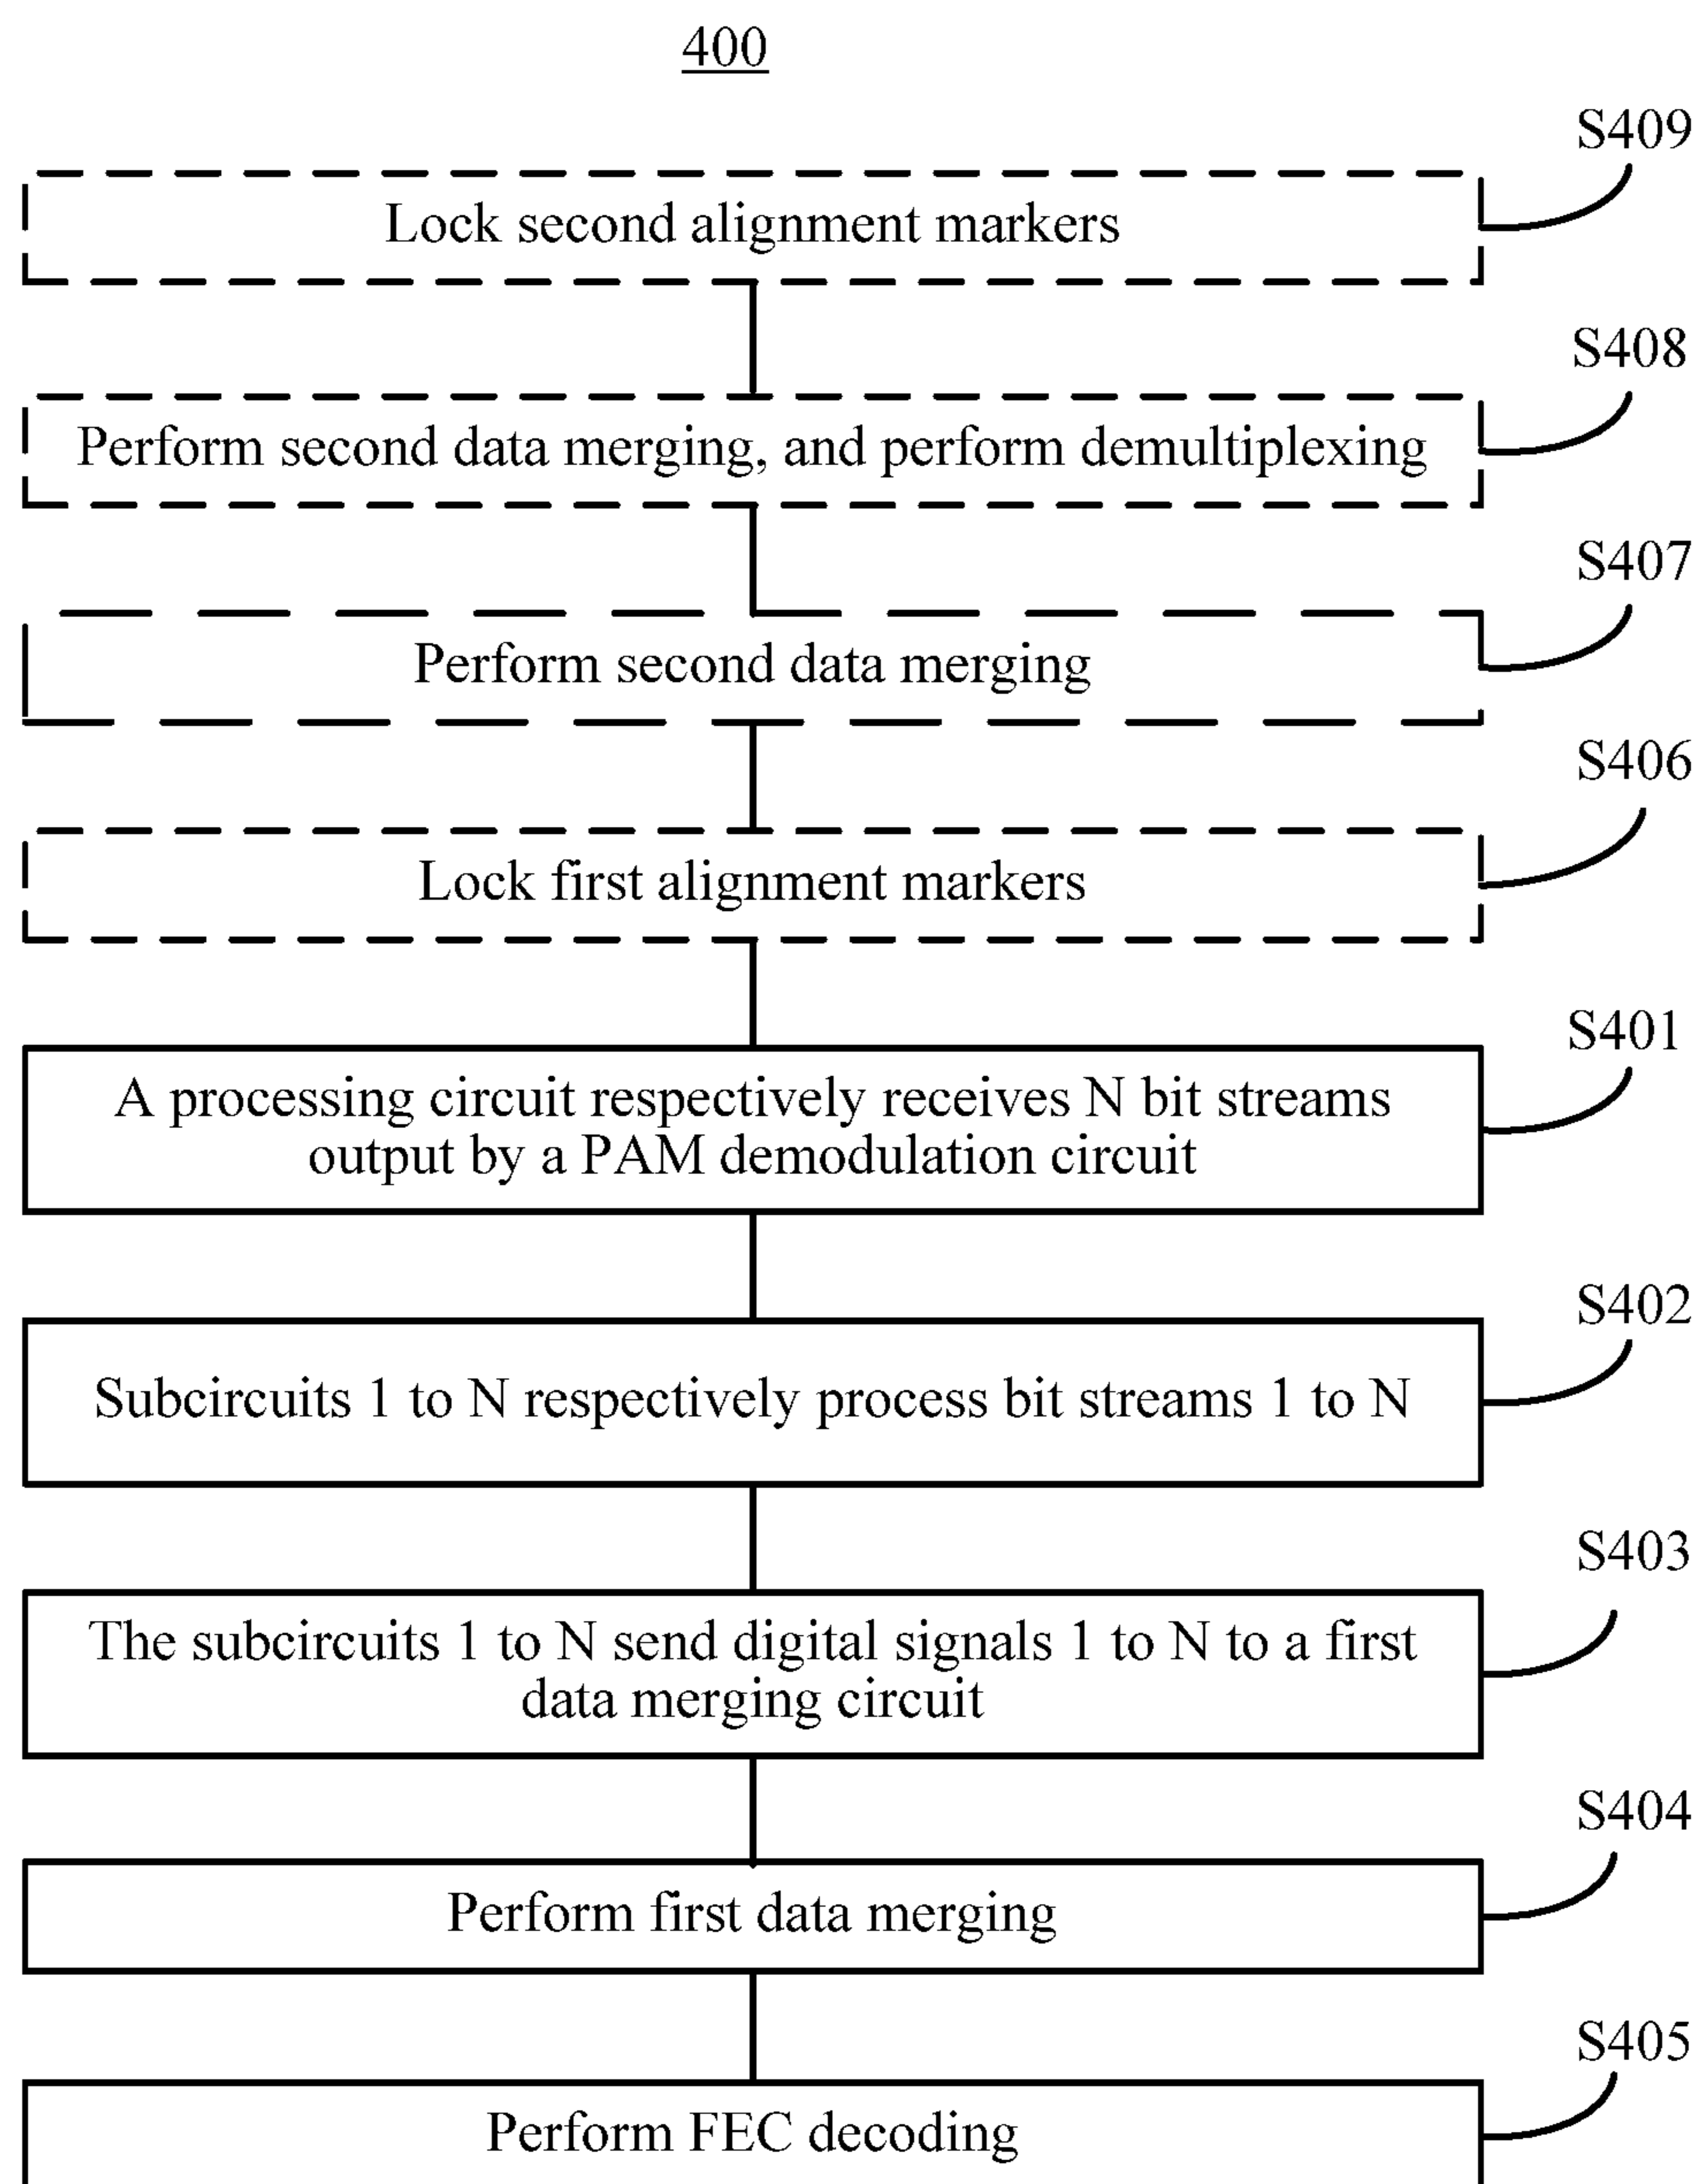 400
S409
Lock second alignment markers
S408
Perform second data merging, and perform demultiplexing
S407
Perform second data merging
S406
Lock first alignment markers
S401
A processing circuit respectively receives N bit streams
output by a PAM demodulation circuit
S402
Subcircuits 1 to N respectively process bit streams 1 to N
S403
The subcircuits 1 to N send digital signals 1 to N to a first
data merging circuit
S404
Perform first data merging
S405
Perform FEC decoding